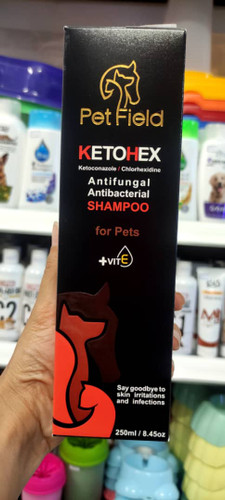 Pet Field
KETOHEX
Ketoconazole / Chlorhexidine
Antifungal
Antibacterial
SHAMPOO
for Pets
+VITE
Say goodbye to
skin irritations
and infections
250ml / 8.45oz